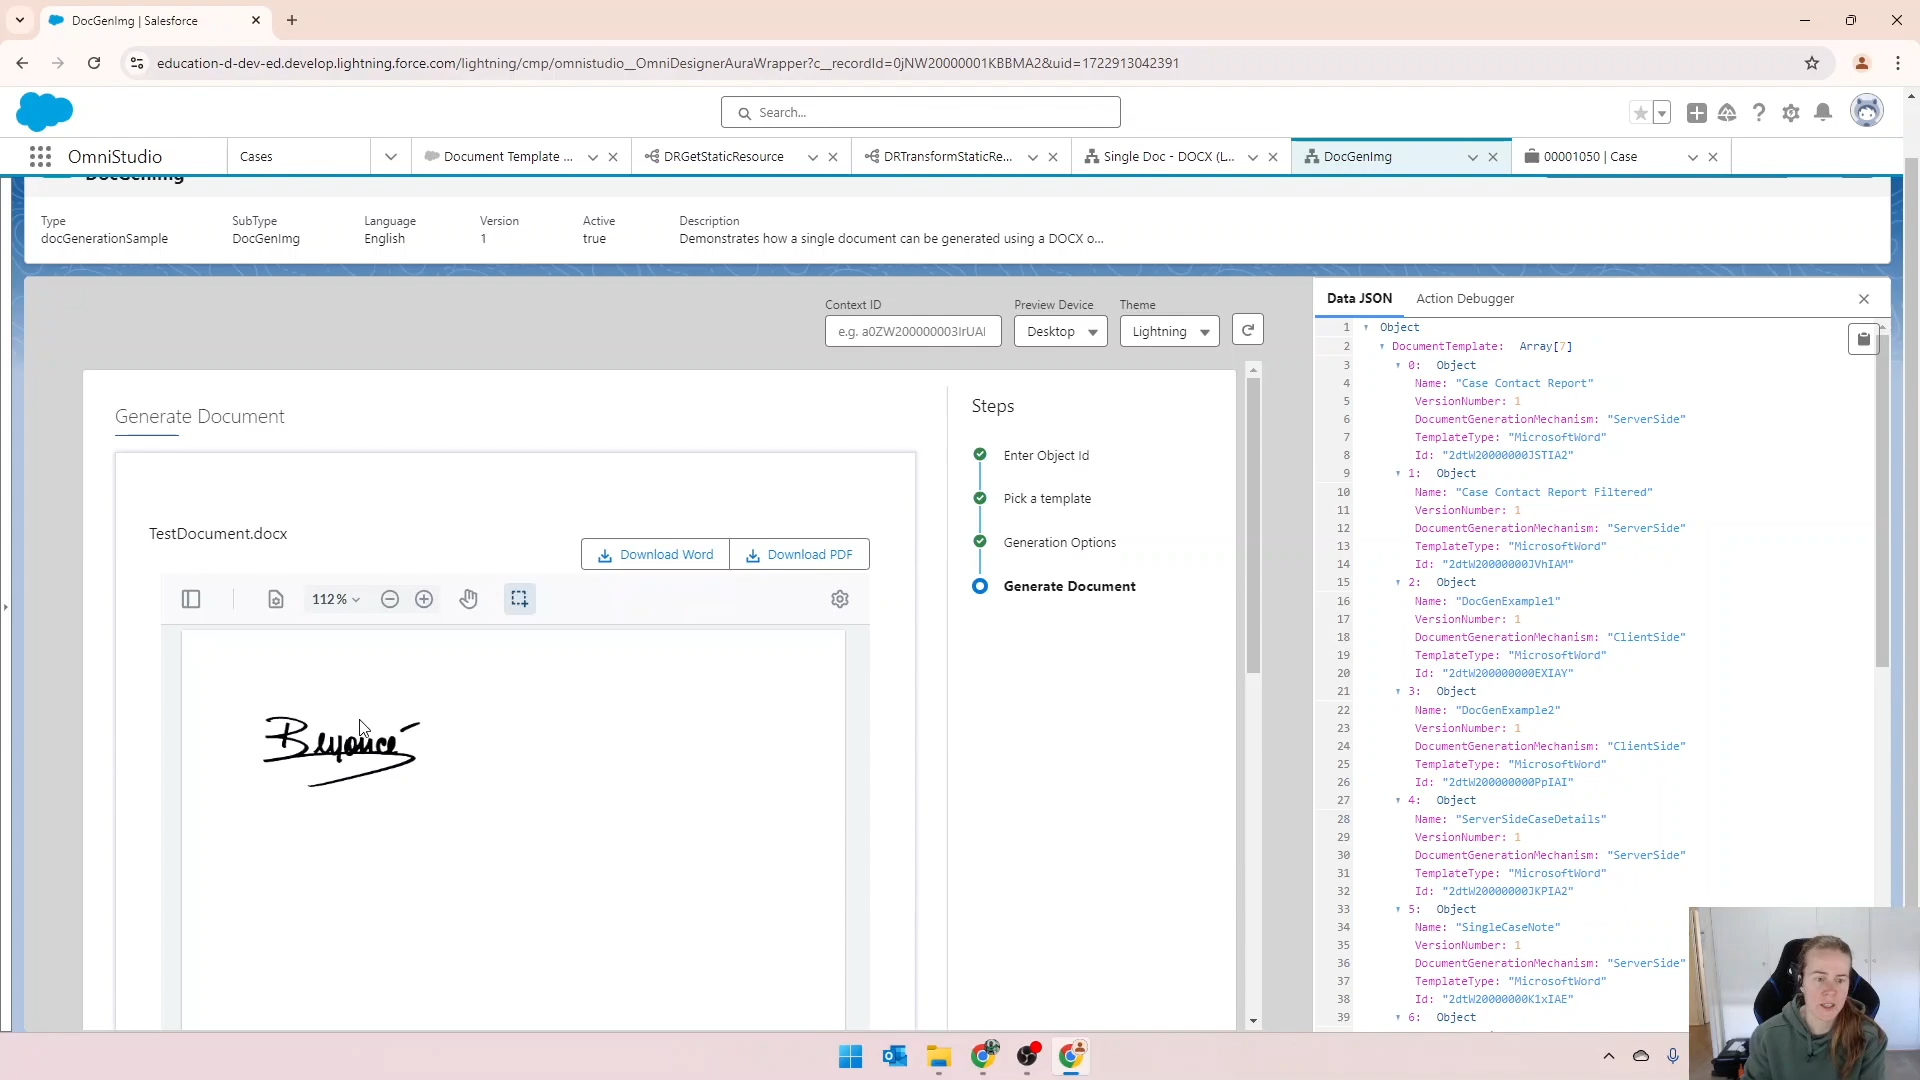 DocGenImg | Salesforce
education-d-dev-ed.develop.lightning.force.com/lightning/cmp/omnistudio__OmniDesignerAuraWrapper?c__recordId=0jNW20000001KBBMA2&uid=1722913042391
Search...
OmniStudio
Cases
Document Template ...
DRGetStaticResource
DRTransformStaticRe...
Single Doc - DOCX (L...
DocGenImg
00001050 | Case
DocGenImg
Type
docGenerationSample
SubType
DocGenImg
Language
English
Version
1
Active
true
Description
Demonstrates how a single document can be generated using a DOCX o...
Context ID
e.g. a0ZW200000003IrUAI
Preview Device
Desktop
Theme
Lightning
Generate Document
TestDocument.docx
Download Word
Download PDF
112%
Beyoncé
Steps
Enter Object Id
Pick a template
Generation Options
Generate Document
Data JSON
Action Debugger
1 Object
2 DocumentTemplate: Array[7]
3 0: Object
4 Name: "Case Contact Report"
5 VersionNumber: 1
6 DocumentGenerationMechanism: "ServerSide"
7 TemplateType: "MicrosoftWord"
8 Id: "2dtW20000000JSTIA2"
9 1: Object
10 Name: "Case Contact Report Filtered"
11 VersionNumber: 1
12 DocumentGenerationMechanism: "ServerSide"
13 TemplateType: "MicrosoftWord"
14 Id: "2dtW20000000JVhIAM"
15 2: Object
16 Name: "DocGenExample1"
17 VersionNumber: 1
18 DocumentGenerationMechanism: "ClientSide"
19 TemplateType: "MicrosoftWord"
20 Id: "2dtW200000000EXIAY"
21 3: Object
22 Name: "DocGenExample2"
23 VersionNumber: 1
24 DocumentGenerationMechanism: "ClientSide"
25 TemplateType: "MicrosoftWord"
26 Id: "2dtW200000000PpIAI"
27 4: Object
28 Name: "ServerSideCaseDetails"
29 VersionNumber: 1
30 DocumentGenerationMechanism: "ServerSide"
31 TemplateType: "MicrosoftWord"
32 Id: "2dtW20000000JKPIA2"
33 5: Object
34 Name: "SingleCaseNote"
35 VersionNumber: 1
36 DocumentGenerationMechanism: "ServerSide"
37 TemplateType: "MicrosoftWord"
38 Id: "2dtW20000000K1xIAE"
39 6: Object